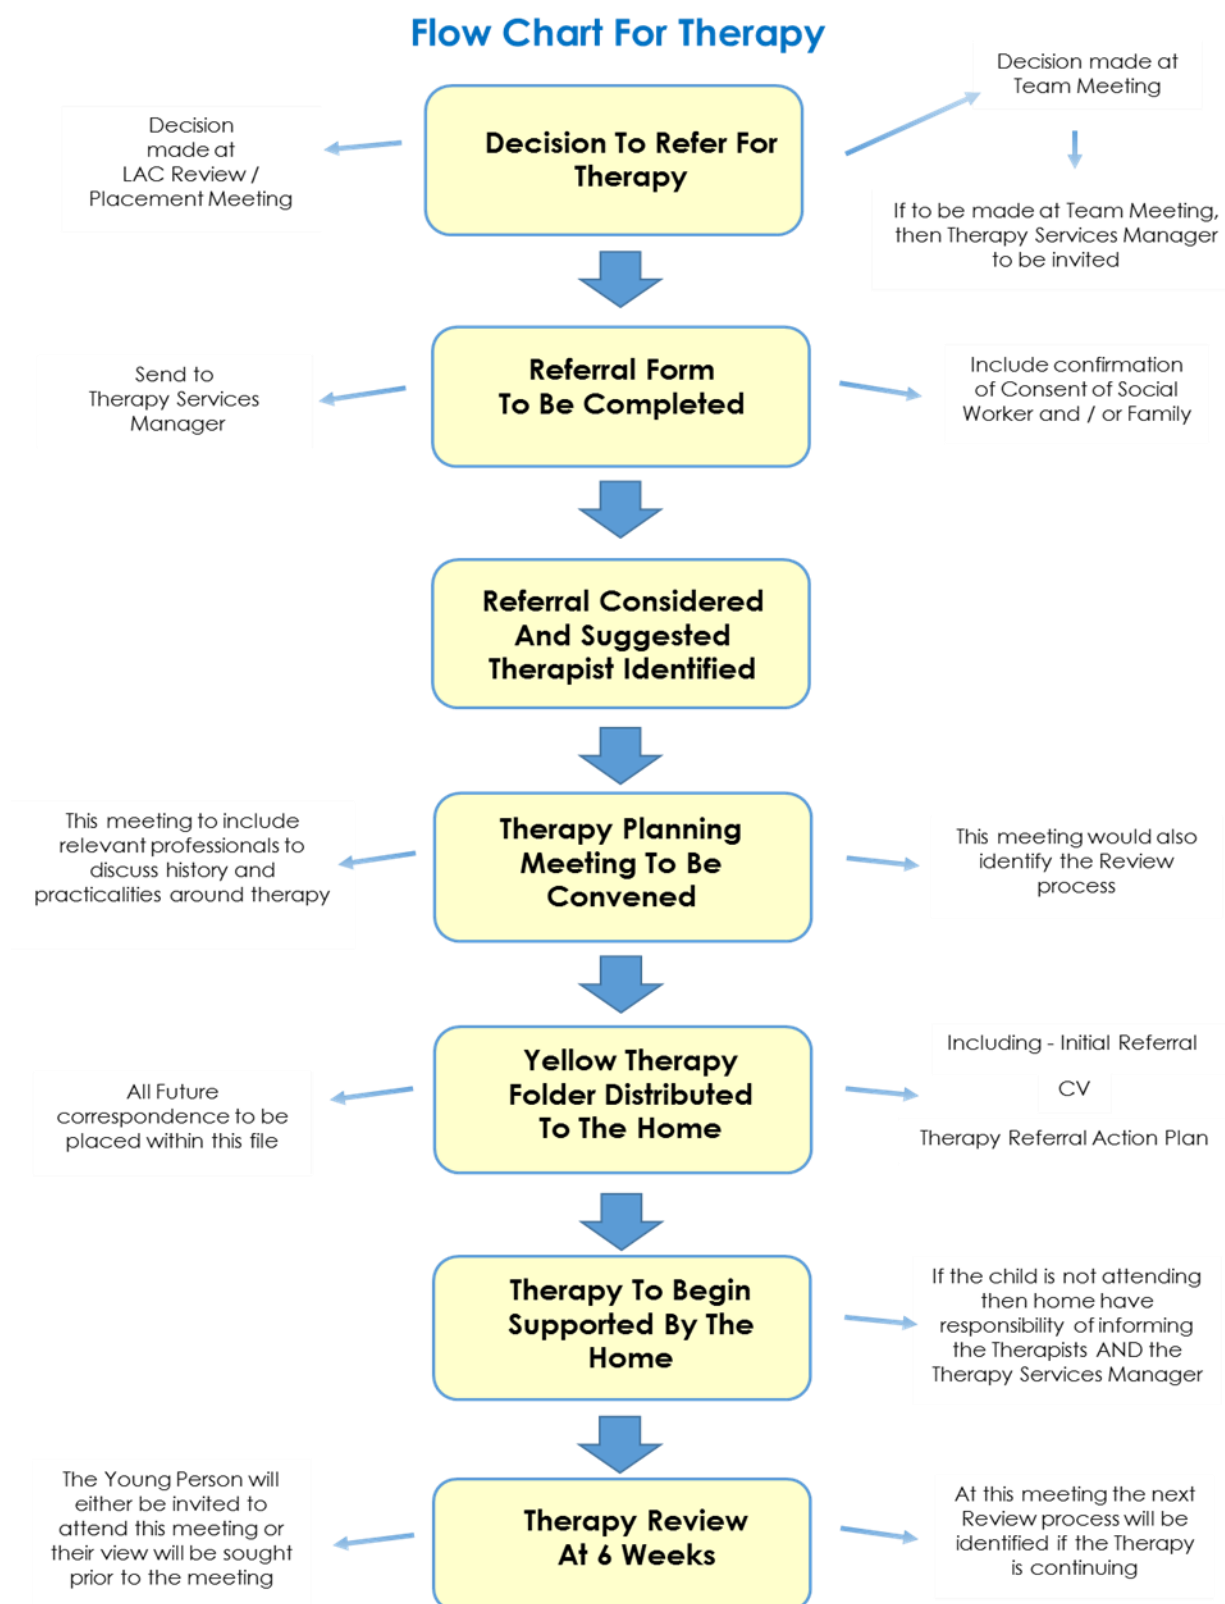 Flow Chart For Therapy
Decision made at
Team Meeting
Decision
made at
LAC Review /
Placement Meeting
Decision To Refer For
Therapy
If to be made at Team Meeting,
then Therapy Services Manager
to be invited
Send to
Therapy Services
Manager
Referral Form
To Be Completed
Include confirmation
of Consent of Social
Worker and / or Family
Referral Considered
And Suggested
Therapist Identified
This meeting to include
relevant professionals to
discuss history and
practicalities around therapy
Therapy Planning
Meeting To Be
Convened
This meeting would also
identify the Review
process
All Future
correspondence to be
placed within this file
Yellow Therapy
Folder Distributed
To The Home
Including - Initial Referral
CV
Therapy Referral Action Plan
Therapy To Begin
Supported By The
Home
If the child is not attending
then home have
responsibility of informing
the Therapists AND the
Therapy Services Manager
The Young Person will
either be invited to
attend this meeting or
their view will be sought
prior to the meeting
Therapy Review
At 6 Weeks
At this meeting the next
Review process will be
identified if the Therapy
is continuing